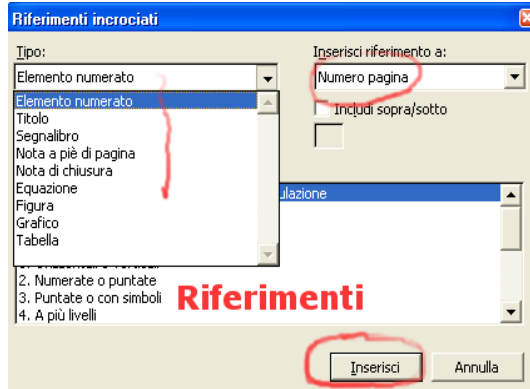 Riferimenti incrociati
Tipo:
Inserisci riferimento a:
Elemento numerato
Numero pagina
Elemento numerato
Titolo
Segnalibro
Nota a piè di pagina
Nota di chiusura
Equazione
Figura
Grafico
Tabella
Includi sopra/sotto
2. Numerate o puntate
3. Puntate o con simboli
4. A più livelli
Riferimenti
Inserisci
Annulla